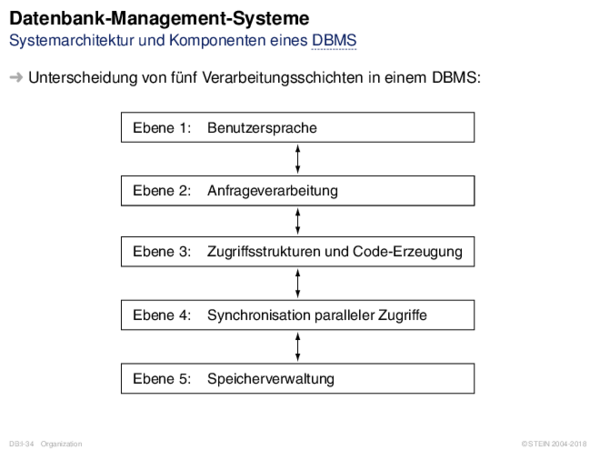 Datenbank-Management-Systeme
Systemarchitektur und Komponenten eines DBMS
➜ Unterscheidung von fünf Verarbeitungsschichten in einem DBMS:
Ebene 1: Benutzersprache
Ebene 2: Anfrageverarbeitung
Ebene 3: Zugriffsstrukturen und Code-Erzeugung
Ebene 4: Synchronisation paralleler Zugriffe
Ebene 5: Speicherverwaltung
Organization
© STEIN 2004-2018